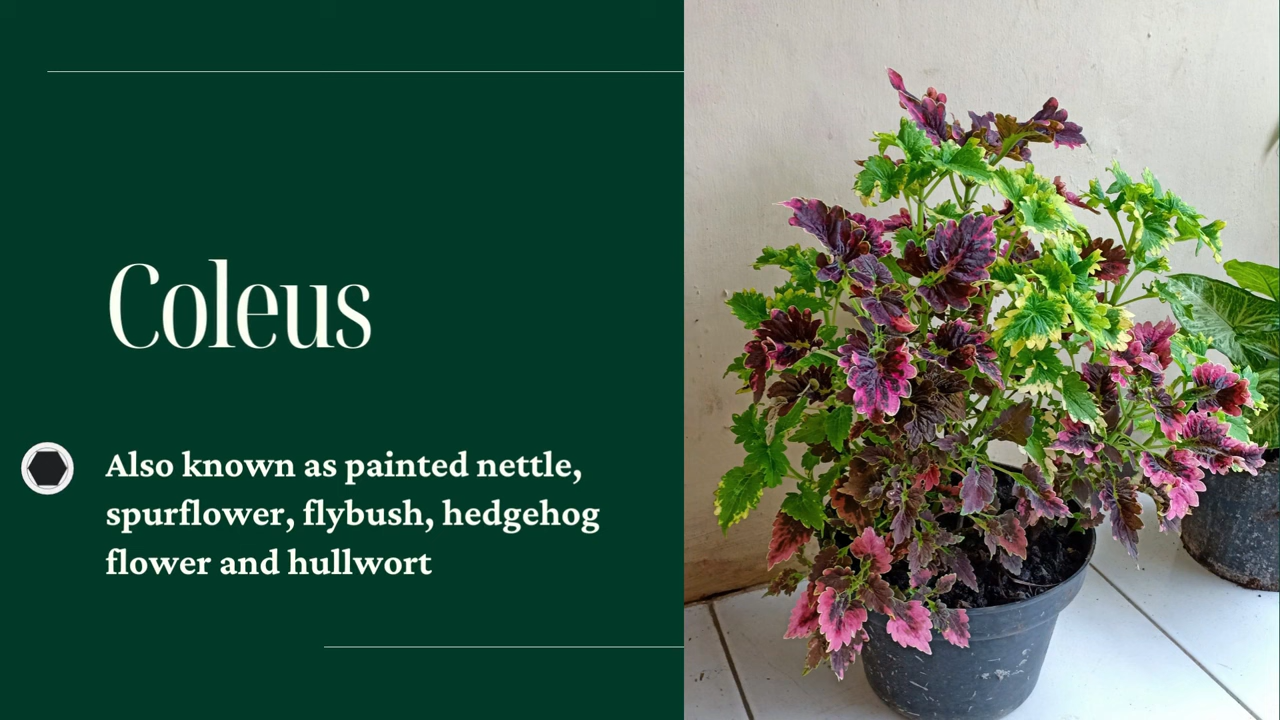 Coleus
Also known as painted nettle,
spurflower, flybush, hedgehog
flower and hullwort